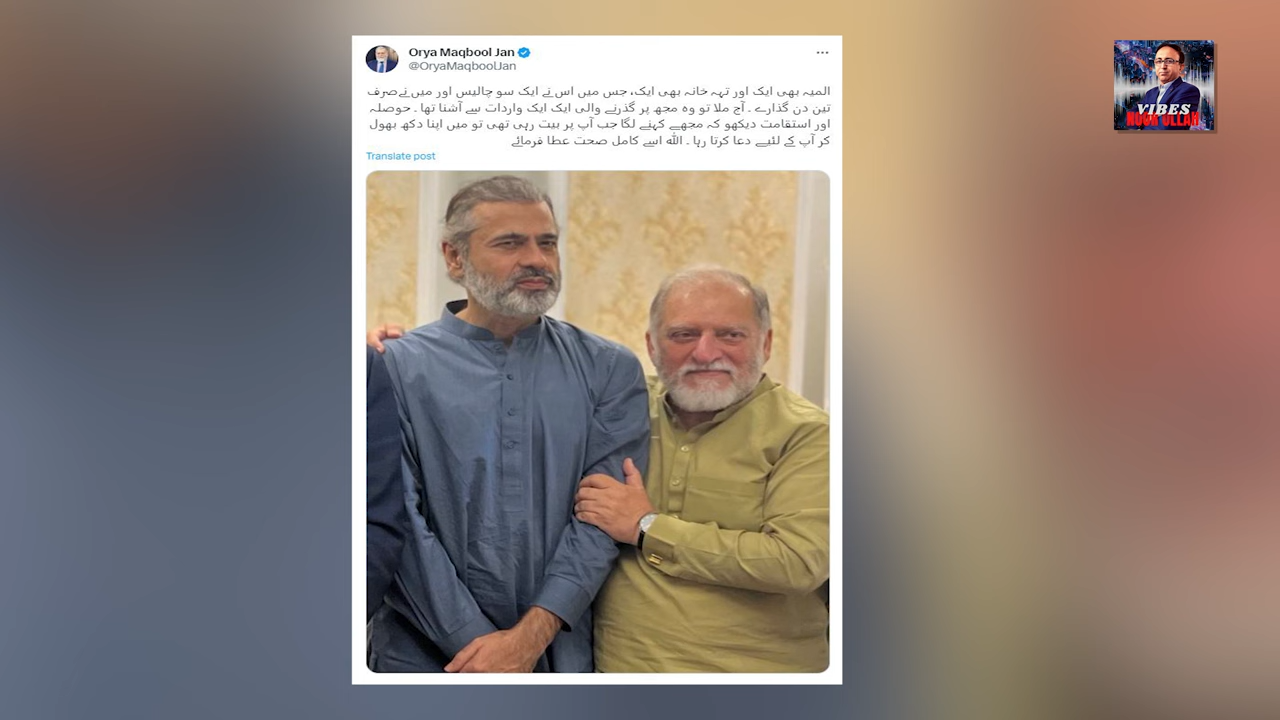 Orya Maqbool Jan
@OryaMaqboolJan
المیہ بھی ایک اور تہہ خانہ بھی ایک، جس میں اس نے ایک سو چالیس اور میں نےصرف
تین دن گذارے ۔ آج ملا تو وہ مجھ پر گذرنے والی ایک ایک واردات سے آشنا تھا ۔ حوصلہ
اور استقامت دیکھو کہ مجھے کہنے لگا جب آپ پر بیت رہی تھی تو میں اپنا دکھ بھول
کر آپ کے لئیے دعا کرتا رہا ۔ اللہ اسے کامل صحت عطا فرمائے
Translate post
VIBES
NOOR ULLAH